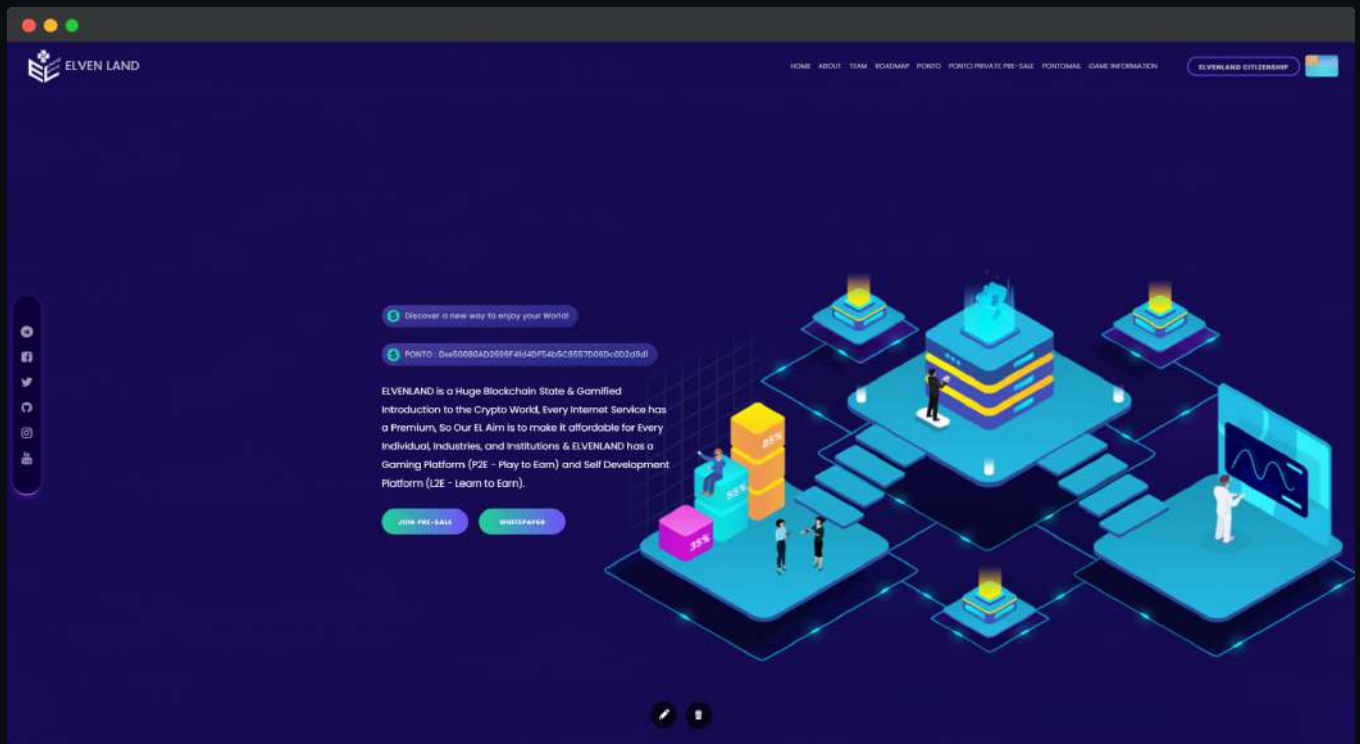 ELVEN LAND
HOME ABOUT TEAM ROADMAP PONTO PONTO PRIVATE PRE-SALE PONTOMAIL GAME INFORMATION
ELVENLAND CITIZENSHIP
Discover a new way to enjoy your World!
PONTO :
ELVENLAND is a Huge Blockchain State & Gamified
Introduction to the Crypto World, Every Internet Service has
a Premium, So Our EL Aim is to make it affordable for Every
Individual, Industries, and Institutions & ELVENLAND has a
Gaming Platform (P2E - Play to Earn) and Self Development
Platform (L2E - Learn to Earn).
JOIN PRE-SALE WHITEPAPER
85%
55%
35%